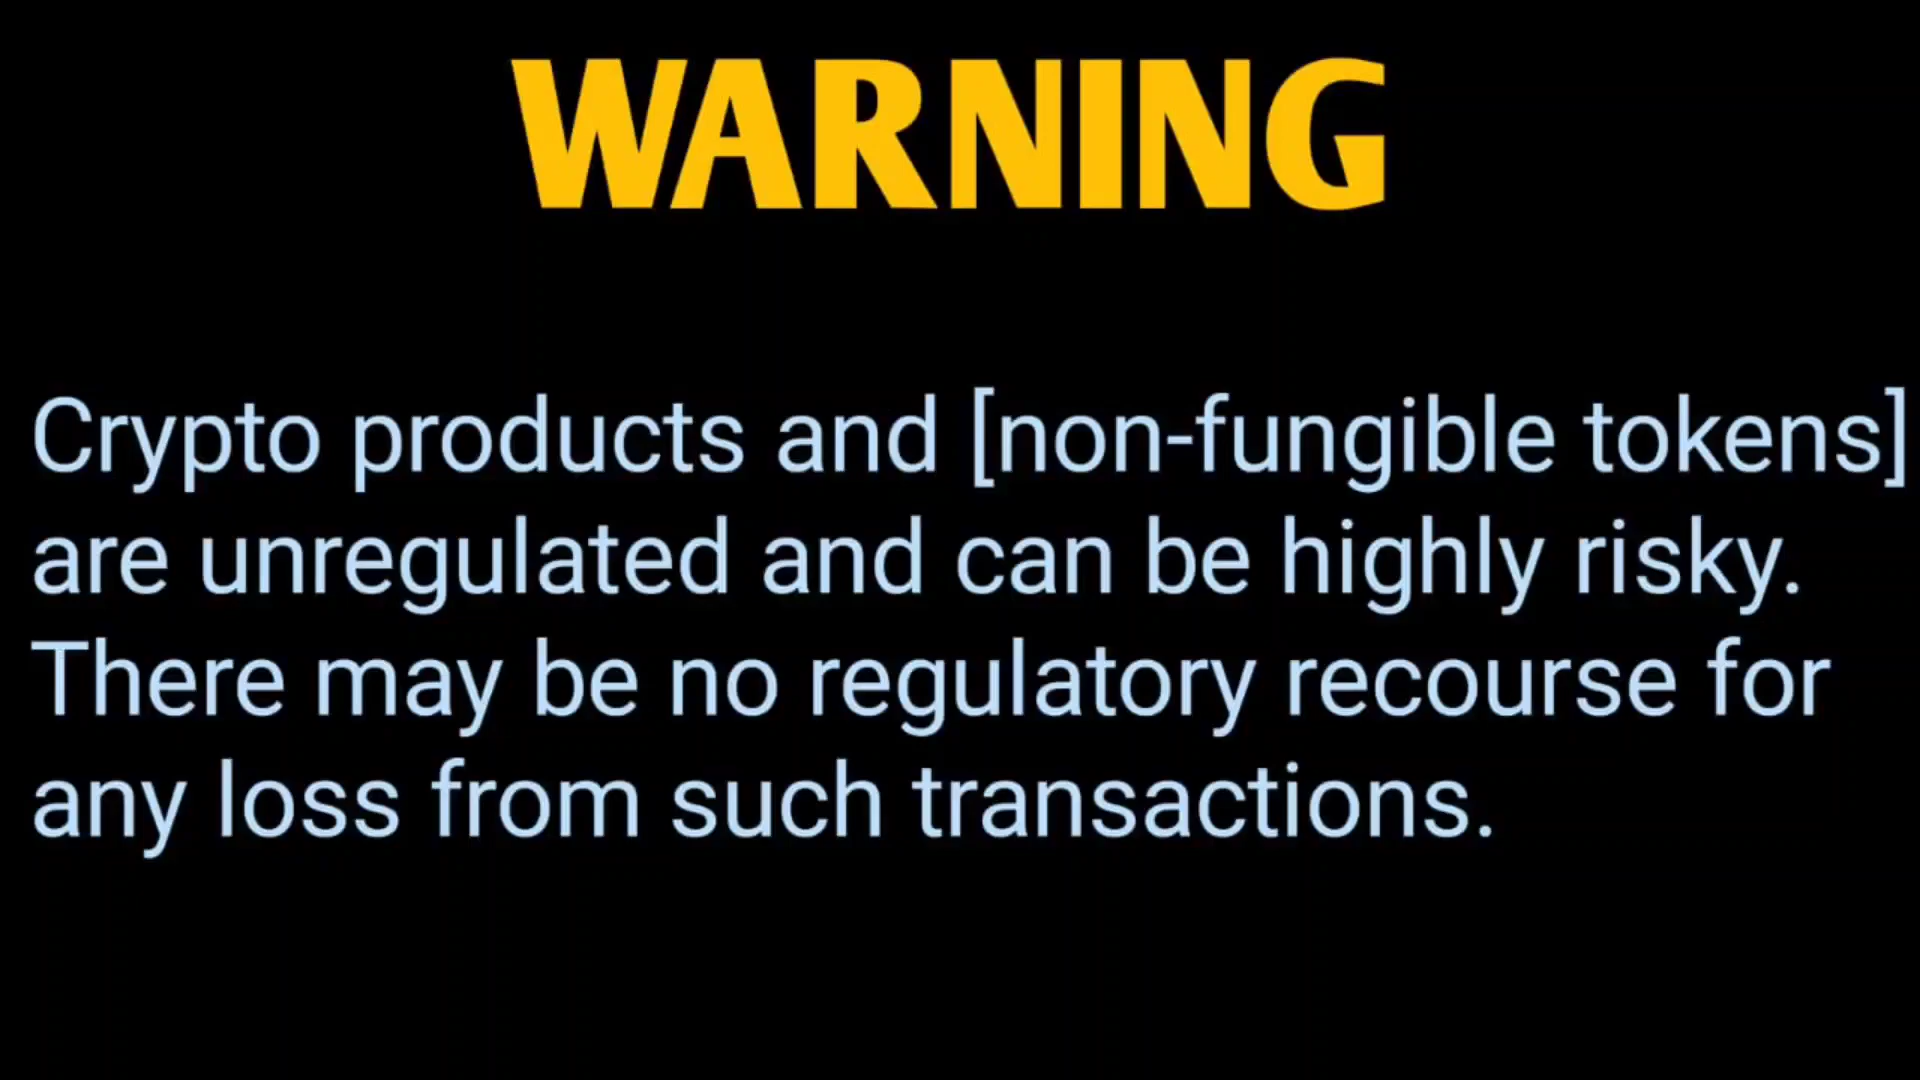 WARNING
Crypto products and [non-fungible tokens]
are unregulated and can be highly risky.
There may be no regulatory recourse for
any loss from such transactions.